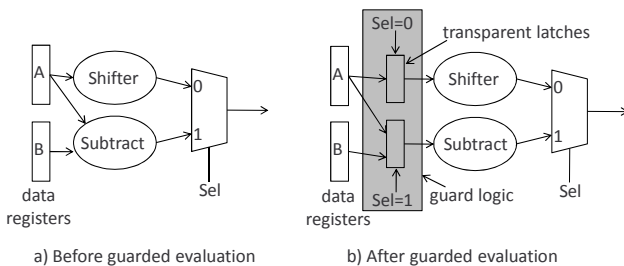 A
B
Shifter
Subtract
0
1
Sel
data
registers
a) Before guarded evaluation
Sel=0
transparent latches
A
B
Shifter
Subtract
0
1
Sel
Sel=1
guard logic
data
registers
b) After guarded evaluation